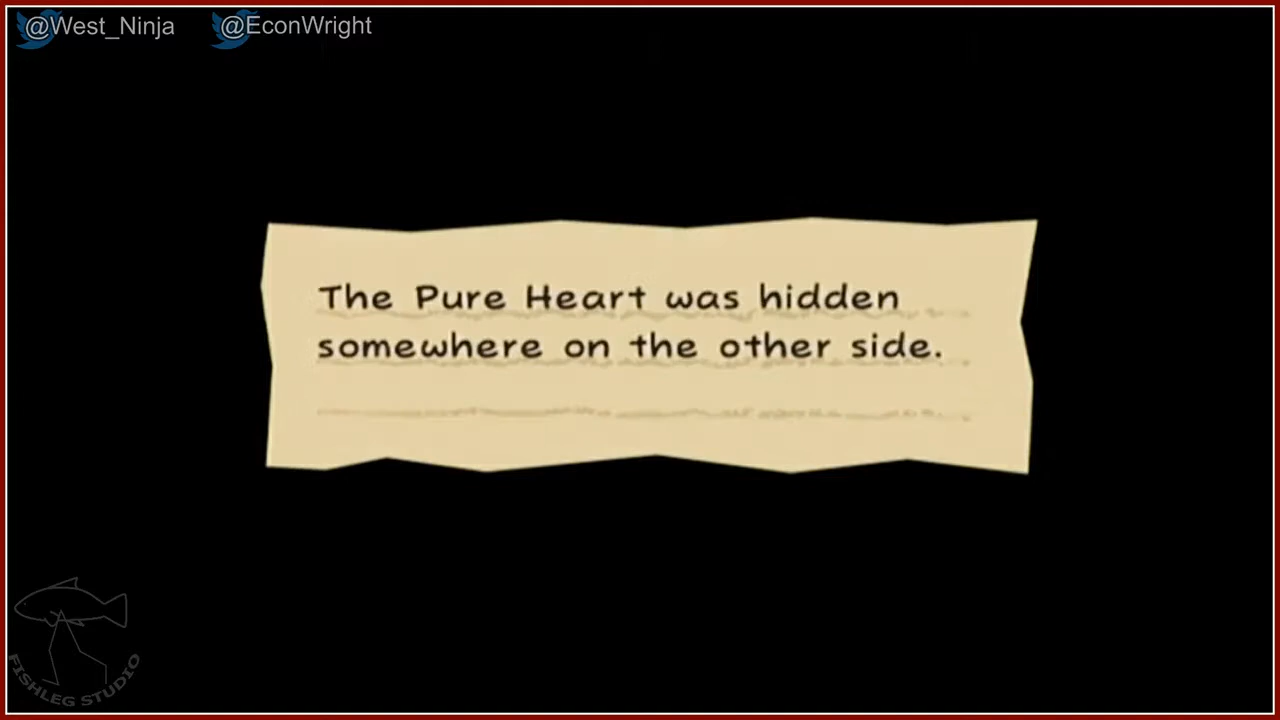 @West_Ninja @EconWright
The Pure Heart was hidden
somewhere on the other side.
FISHLEG STUDIO